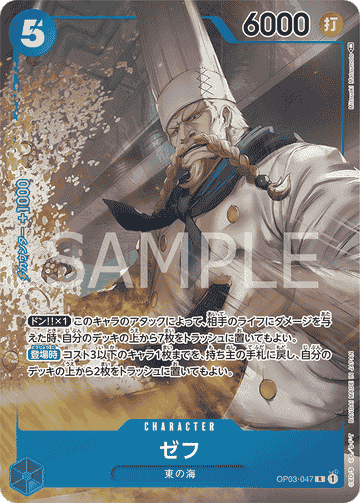 5
6000
打
カウンター +1000
SAMPLE
ドン!!×1 このキャラのアタックによって、相手のライフにダメージを与
えた時、自分のデッキの上から7枚をトラッシュに置いてもよい。
登場時 コスト3以下のキャラ1枚までを、持ち主の手札に戻し、自分の
デッキの上から2枚をトラッシュに置いてもよい。
CHARACTER
ゼフ
東の海
OP03-047 R 1